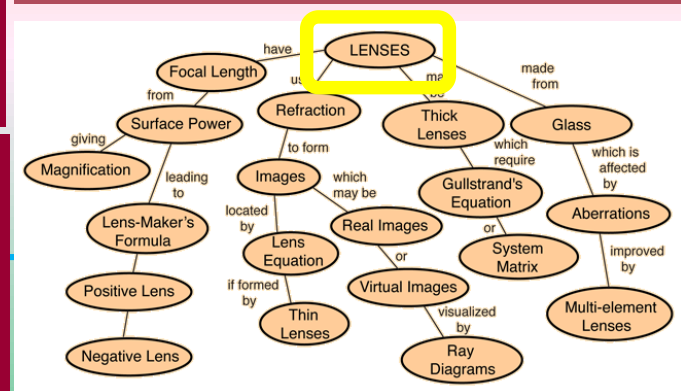 LENSES
have
Focal Length
made
from
from
Refraction
Thick
Lenses
Glass
Surface Power
giving
to form
which
require
which is
affected
by
Magnification
leading
to
Images
which
may be
Gullstrand's
Equation
located
by
Lens-Maker's
Formula
Real Images
or
Aberrations
Lens
Equation
or
System
Matrix
improved
by
Positive Lens
if formed
by
Virtual Images
Thin
Lenses
visualized
by
Multi-element
Lenses
Negative Lens
Ray
Diagrams